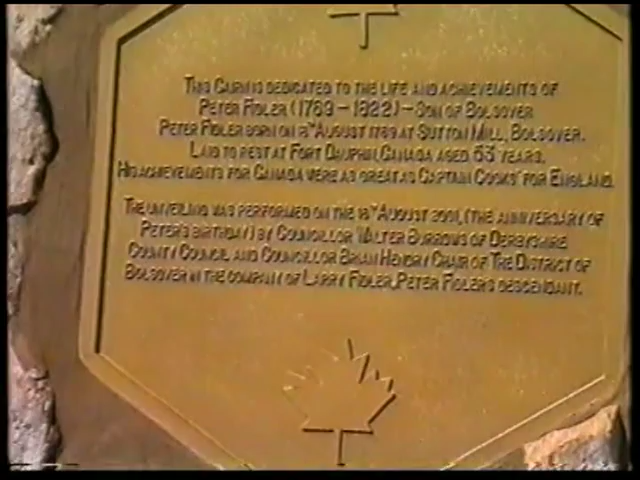 This Cairn is dedicated to the life and achievements of
Peter Fidler (1769 - 1822) - Son of Bolsover
Peter Fidler born on 16th August 1769 at Sutton Mill, Bolsover.
Laid to rest at Fort Dauphin, Canada aged 53 years.
His achievements for Canada were as great as Captain Cooks' for England.
The unveiling was performed on the 16th August 2001, (the anniversary of
Peter's birthday) by Councillor Walter Burrows of Derbyshire
County Council and Councillor Brian Hendry Chair of The District of
Bolsover in the company of Larry Fidler, Peter Fidler's descendant.